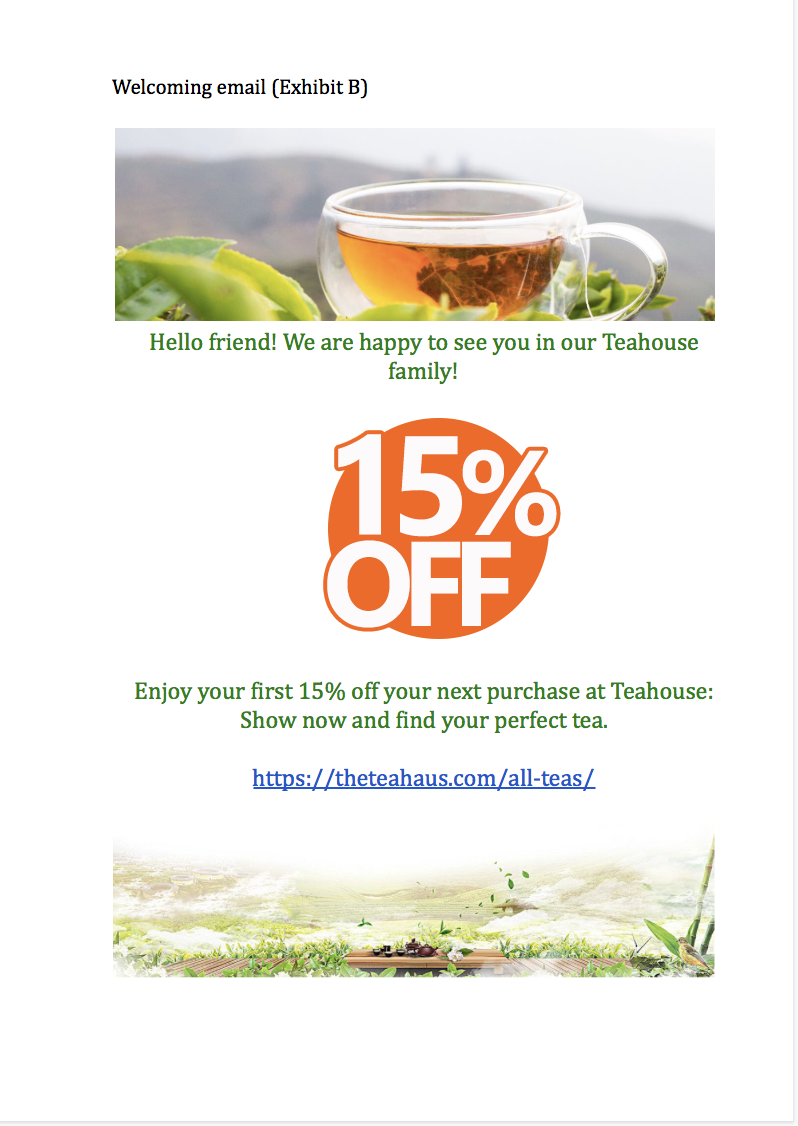 Welcoming email (Exhibit B)
Hello friend! We are happy to see you in our Teahouse
family!
15%
OFF
Enjoy your first 15% off your next purchase at Teahouse:
Show now and find your perfect tea.
https://theteahaus.com/all-teas/